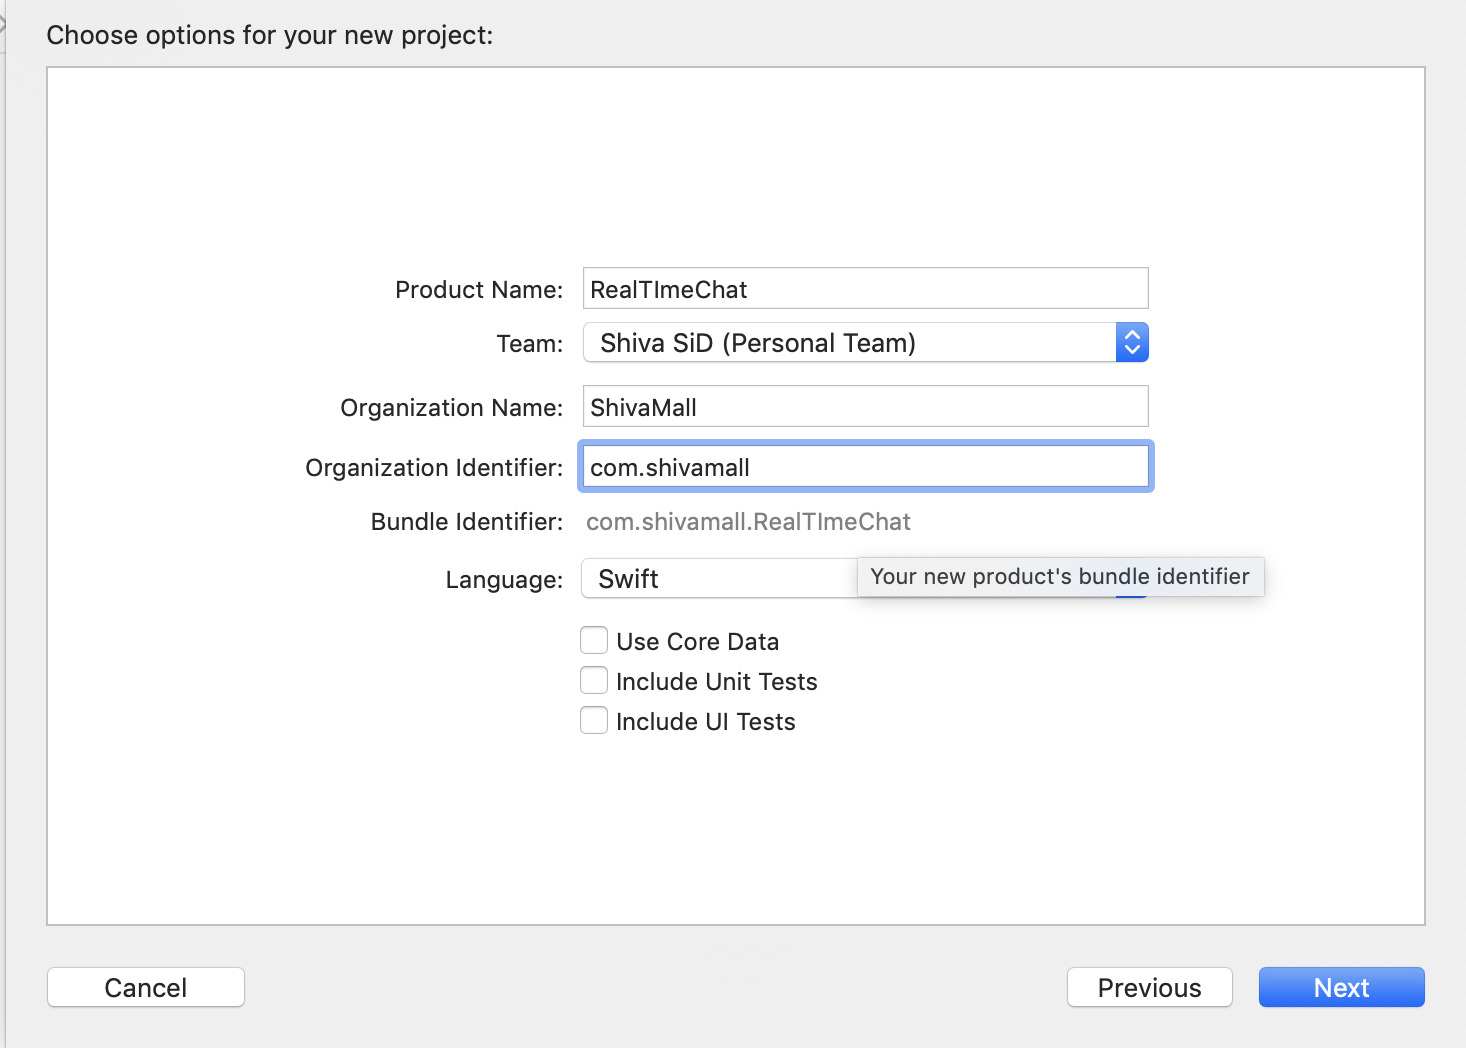 Choose options for your new project:
Product Name: RealTImeChat
Team: Shiva SiD (Personal Team)
Organization Name: ShivaMall
Organization Identifier: com.shivamall
Bundle Identifier: com.shivamall.RealTImeChat
Language: Swift
Your new product's bundle identifier
Use Core Data
Include Unit Tests
Include UI Tests
Cancel Previous Next